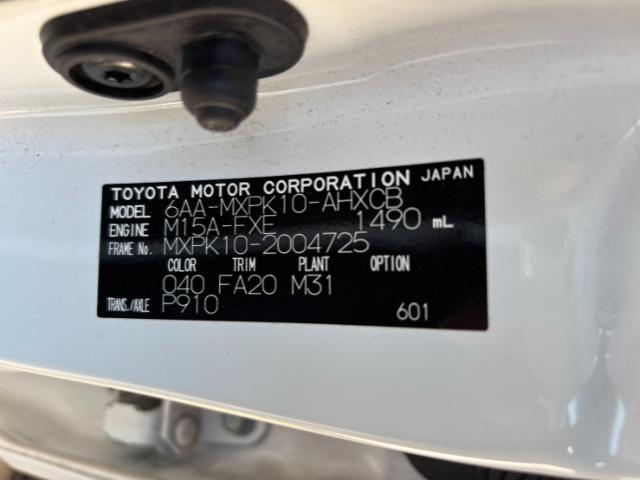 TOYOTA MOTOR CORPORATION JAPAN
MODEL 6AA-MXPK10-AHXCB
ENGINE M15A-FXE 1490 mL
FRAME No. MXPK10-2004725
COLOR TRIM PLANT OPTION
040 FA20 M31
TRANS./AXLE P910
601